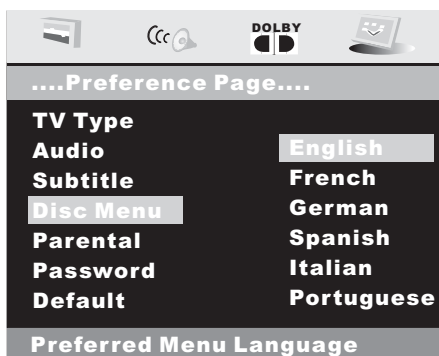 DOLBY
....Preference Page....
TV Type
Audio English
Subtitle French
Disc Menu German
Parental Spanish
Password Italian
Default Portuguese
Preferred Menu Language